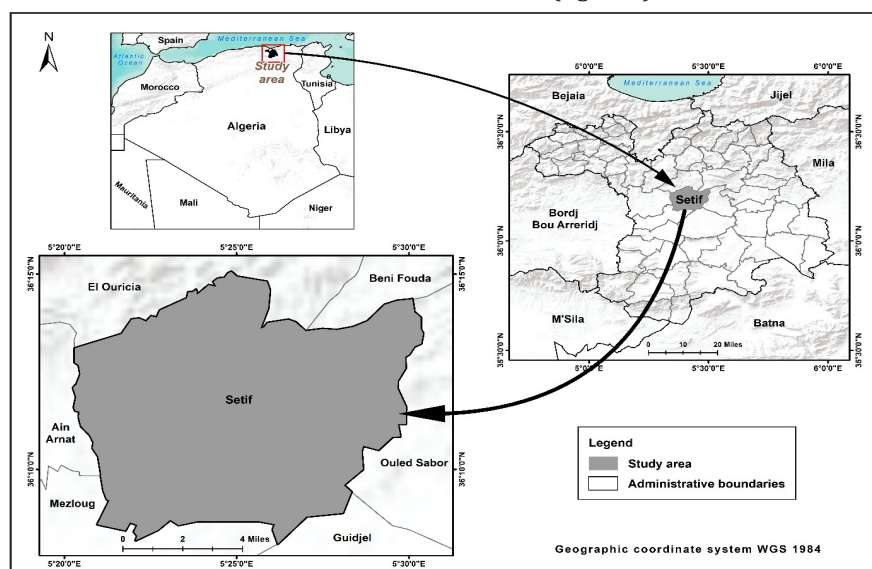 N
Spain
Mediterranean Sea
Atlantic
Ocean
Study
area
Tunisia
Morocco
Algeria
Libya
Mauritania
Mali
Niger
5°0'0"E
5°30'0"E
6°0'0"E
Mediterranean Sea
Bejaia
Jijel
36°30'0"N
36°30'0"N
Mila
Setif
Bordj
Bou Arreridj
36°0'0"N
36°0'0"N
M'Sila
Batna
35°30'0"N
35°30'0"N
0 10 20 Miles
5°0'0"E
5°30'0"E
6°0'0"E
5°20'0"E
5°26'0"E
5°30'0"E
36°15'0"N
36°15'0"N
El Ouricia
Beni Fouda
Setif
Ain
Arnat
Ouled Sabor
36°10'0"N
36°10'0"N
Mezloug
Guidjel
0 2 4 Miles
5°20'0"E
5°26'0"E
5°30'0"E
Legend
Study area
Administrative boundaries
Geographic coordinate system WGS 1984